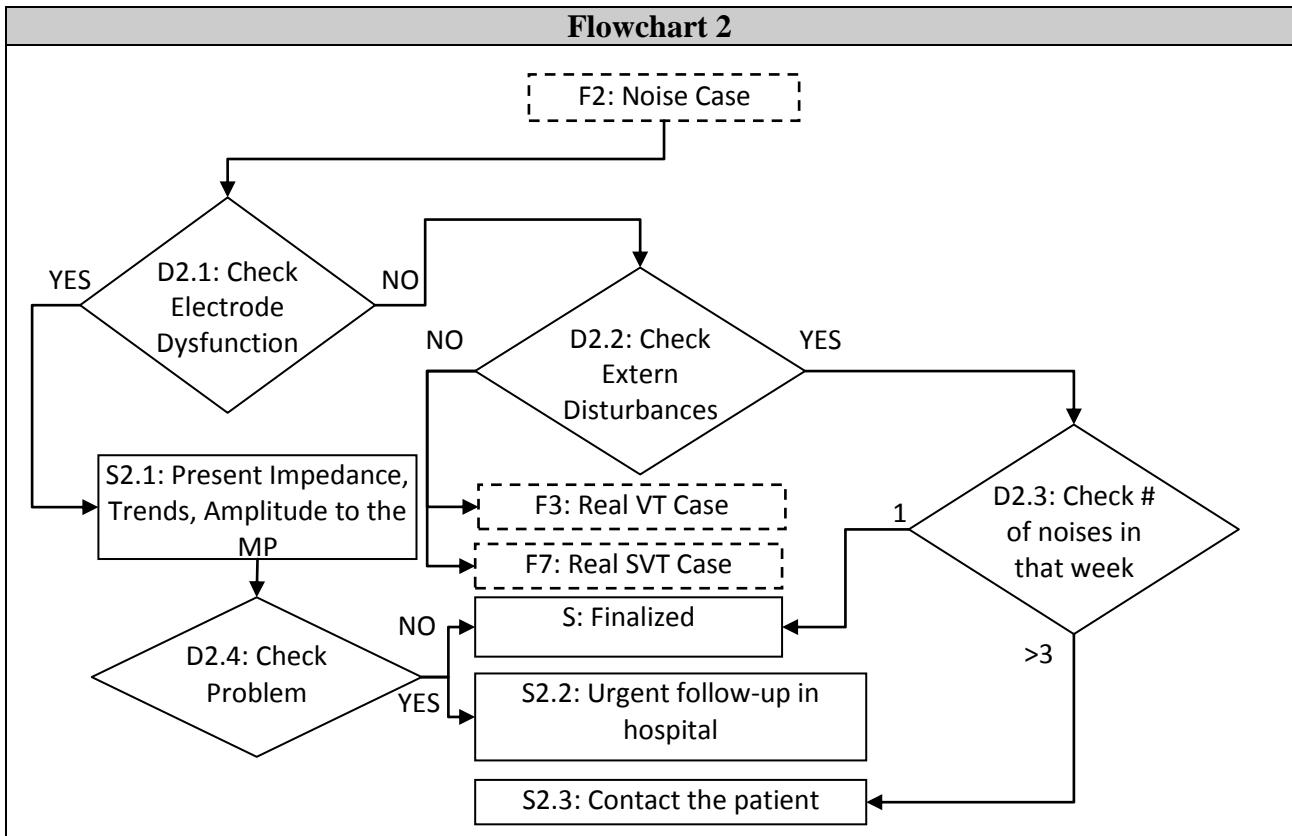 Flowchart 2
F2: Noise Case
YES
D2.1: Check
Electrode
Dysfunction
NO
NO
D2.2: Check
Extern
Disturbances
YES
S2.1: Present Impedance,
Trends, Amplitude to the
MP
F3: Real VT Case
F7: Real SVT Case
1
D2.3: Check #
of noises in
that week
>3
D2.4: Check
Problem
NO
YES
S: Finalized
S2.2: Urgent follow-up in
hospital
S2.3: Contact the patient